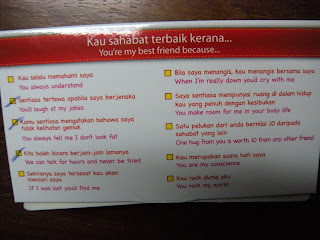 Kau sahabat terbaik kerana...
You're my best friend because...
Kau selalu memahami saya
You always understand
Sentiasa tertawa apabila saya berjenaka
You'd laugh at my jokes
Kamu sentiasa mengatakan bahawa saya
tidak kelihatan gemuk
You always tell me I don't look fat
Kita boleh bicara berjam-jam lamanya
We can talk for hours and never be tired
Sekiranya saya tersesat kau akan
mencari saya
If I was lost you'd find me
Bila saya menangis, Kau menangis bersama saya
When I'm really down you'd cry with me
Saya sentiasa mempunyai ruang di dalam hidup
Kau yang penuh dengan kesibukan
You make room for me in your busy life
Satu pelukan dari anda bernilai 10 daripada
sahabat yang lain
One hug from you is worth 10 from any other friend
Kau merupakan suara hati saya
You are my conscience
Kau rock dunia aku
You rock my world